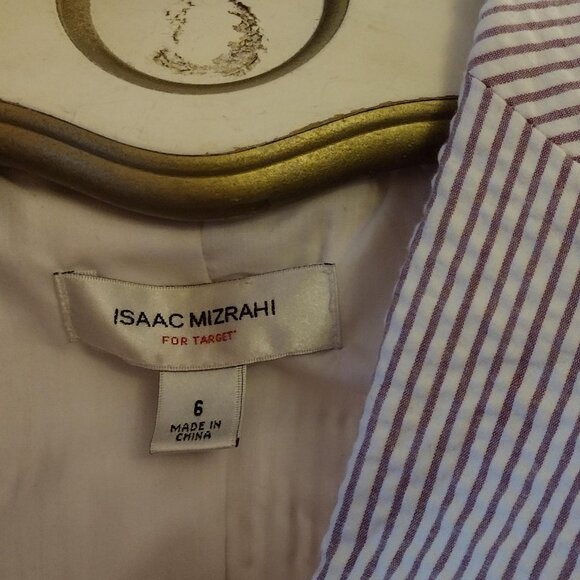 ISAAC MIZRAHI
FOR TARGET
6
MADE IN
CHINA